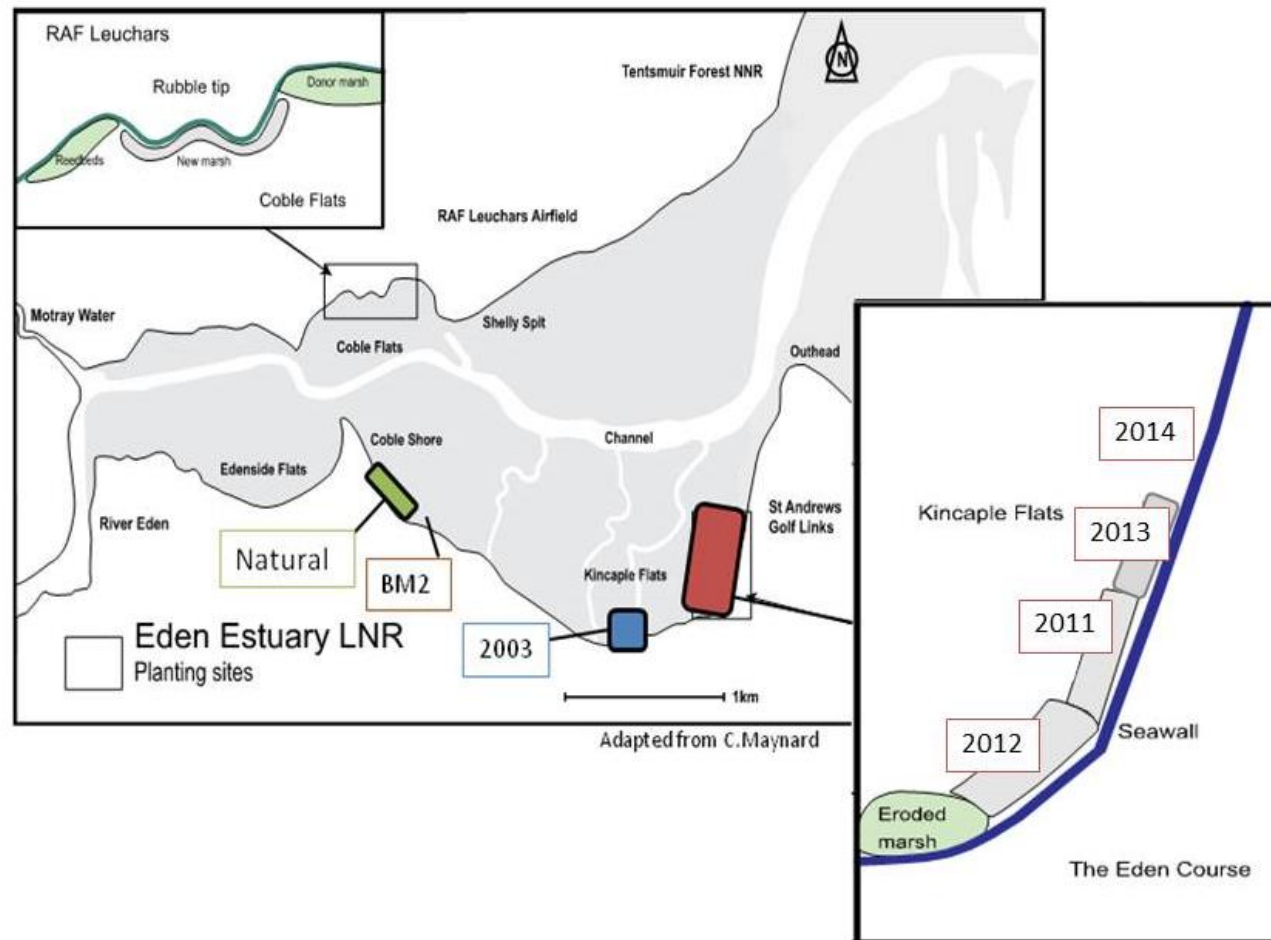 RAF Leuchars
Rubble tip
Donor marsh
Reedbeds
New marsh
Coble Flats
N
Tentsmuir Forest NNR
RAF Leuchars Airfield
Motray Water
Shelly Spit
Coble Flats
Outhead
Coble Shore
Channel
Edenside Flats
River Eden
St Andrews
Golf Links
Natural
BM2
Kincaple Flats
2003
Eden Estuary LNR
Planting sites
1km
Adapted from C.Maynard
2014
Kincaple Flats
2013
2011
2012
Seawall
Eroded
marsh
The Eden Course